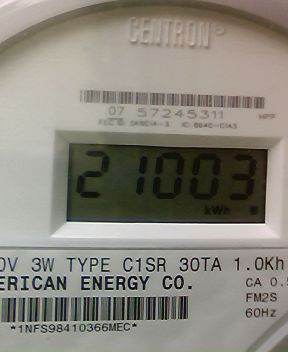 CENTRON®
07 57245311 HPF
21003
kWh
0V 3W TYPE C1SR 30TA 1.0Kh
ERICAN ENERGY CO. CA 0.5
FM2S
*1NFS98410366MEC* 60Hz